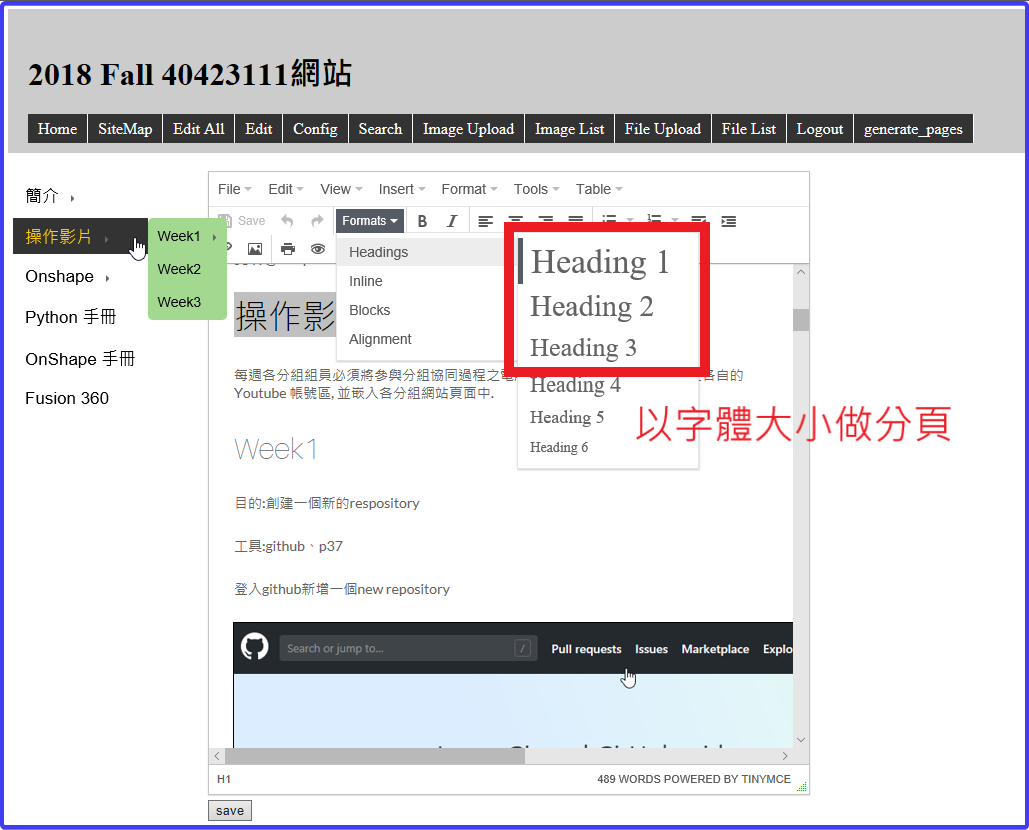 2018 Fall 40423111網站
Home SiteMap Edit All Edit Config Search Image Upload Image List File Upload File List Logout generate_pages
簡介
操作影片
Onshape
Python 手冊
OnShape 手冊
Fusion 360
Week1
Week2
Week3
File Edit View Insert Format Tools Table
Save Formats B I
Headings
Inline
Blocks
Alignment
Heading 1
Heading 2
Heading 3
Heading 4
Heading 5
Heading 6
以字體大小做分頁
操作影
每週各分組組員必須將參與分組協同過程之電 各自的
Youtube 帳號區, 並嵌入各分組網站頁面中.
Week1
目的:創建一個新的respository
工具:github、p37
登入github新增一個new repository
Search or jump to... / Pull requests Issues Marketplace Explo
H1 489 WORDS POWERED BY TINYMCE
save